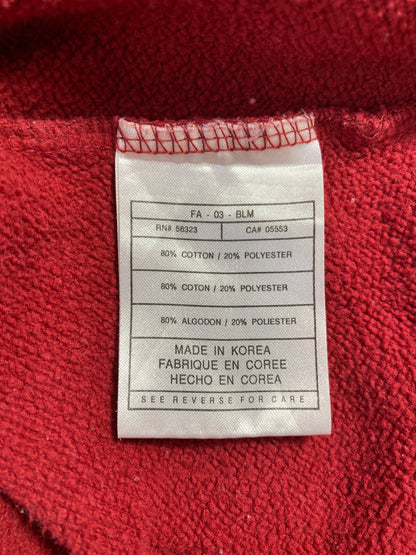 FA - 03 - BLM
RN# 56323 CA# 05553
80% COTTON / 20% POLYESTER
80% COTON / 20% POLYESTER
80% ALGODON / 20% POLIESTER
MADE IN KOREA
FABRIQUE EN COREE
HECHO EN COREA
SEE REVERSE FOR CARE